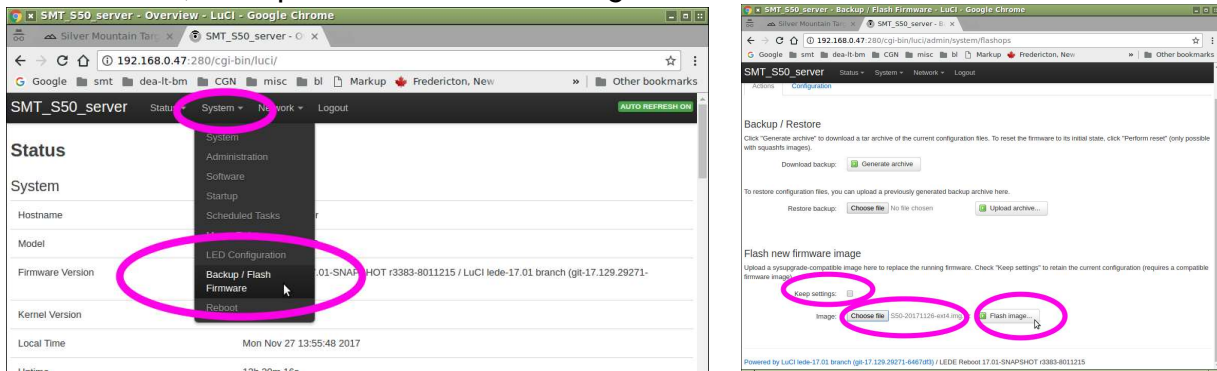 SMT_S50_server - Overview - LuCI - Google Chrome
Silver Mountain Tar
SMT_S50_server - O
192.168.0.47:280/cgi-bin/luci/
Google smt dea-lt-bm CGN misc bl Markup Fredericton, New » Other bookmarks
SMT_S50_server Status System Network Logout AUTO REFRESH ON
System
Administration
Software
Startup
Scheduled Tasks
LED Configuration
Backup / Flash
Firmware
Reboot
Status
System
Hostname r
Model
Firmware Version .01-SNAPSHOT r3383-8011215 / LuCI lede-17.01 branch (git-17.129.29271-
Kernel Version
Local Time Mon Nov 27 13:55:48 2017
SMT_S50_server - Backup / Flash Firmware - LuCI - Google Chrome
Silver Mountain Tar
SMT_S50_server - B
192.168.0.47:280/cgi-bin/luci/admin/system/flashops
Google smt dea-lt-bm CGN misc bl Markup Fredericton, New » Other bookmarks
SMT_S50_server Status System Network Logout
Actions Configuration
Backup / Restore
Click "Generate archive" to download a tar archive of the current configuration files. To reset the firmware to its initial state, click "Perform reset" (only possible
with squashfs images).
Download backup: Generate archive
To restore configuration files, you can upload a previously generated backup archive here.
Restore backup: Choose file No file chosen Upload archive...
Flash new firmware image
Upload a sysupgrade-compatible image here to replace the running firmware. Check "Keep settings" to retain the current configuration (requires a compatible
firmware image).
Keep settings:
Image: Choose file S50-20171126-ext4.img Flash image...
Powered by LuCI lede-17.01 branch (git-17.129.29271-6467df3) / LEDE Reboot 17.01-SNAPSHOT r3383-8011215